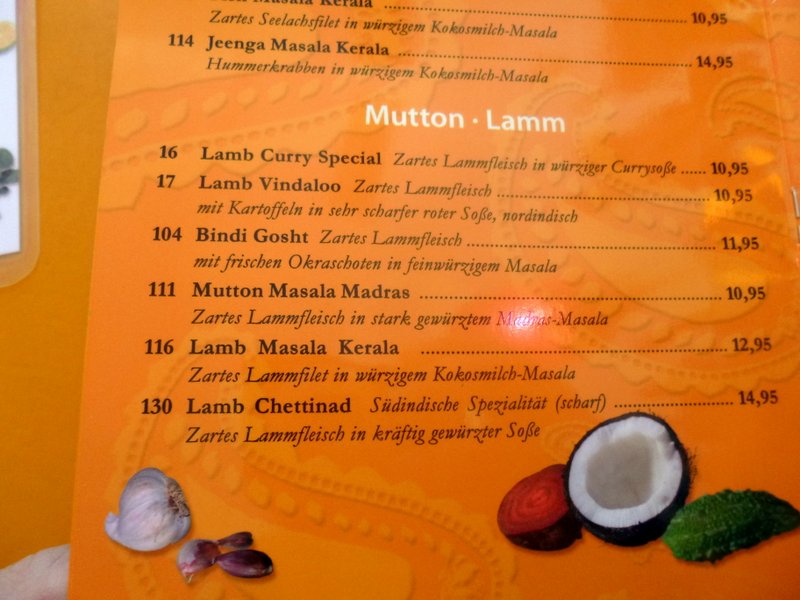 Masala Kerala 10,95
Zartes Seelachsfilet in würzigem Kokosmilch-Masala
114 Jeenga Masala Kerala 14,95
Hummerkrabben in würzigem Kokosmilch-Masala
Mutton · Lamm
16 Lamb Curry Special Zartes Lammfleisch in würziger Currysoße ...... 10,95
17 Lamb Vindaloo Zartes Lammfleisch 10,95
mit Kartoffeln in sehr scharfer roter Soße, nordindisch
104 Bindi Gosht Zartes Lammfleisch 11,95
mit frischen Okraschoten in feinwürzigem Masala
111 Mutton Masala Madras 10,95
Zartes Lammfleisch in stark gewürztem Madras-Masala
116 Lamb Masala Kerala 12,95
Zartes Lammfilet in würzigem Kokosmilch-Masala
130 Lamb Chettinad Südindische Spezialität (scharf) 14,95
Zartes Lammfleisch in kräftig gewürzter Soße